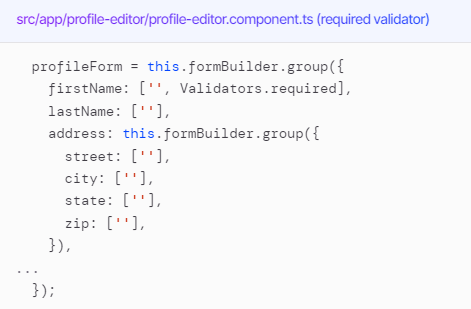 src/app/profile-editor/profile-editor.component.ts (required validator)
profileForm = this.formBuilder.group({
firstName: ['', Validators.required],
lastName: [''],
address: this.formBuilder.group({
street: [''],
city: [''],
state: [''],
zip: [''],
}),
...
});